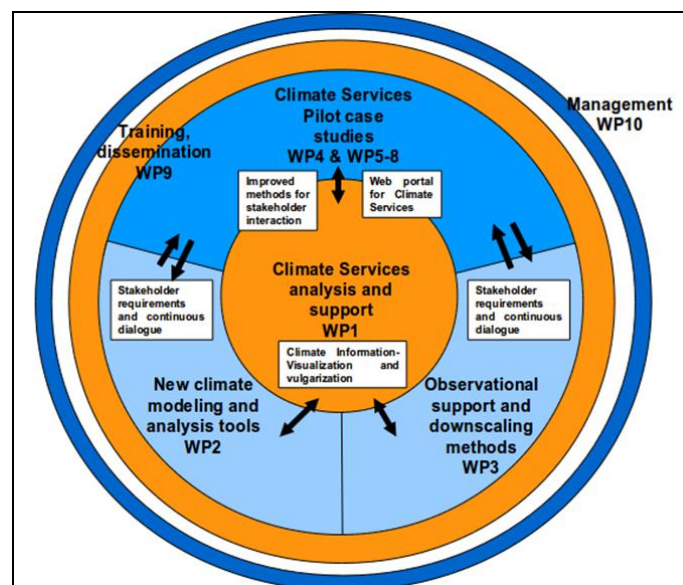 Climate Services
Pilot case
studies
WP4 & WP5-8
Management
WP10
Training,
dissemination
WP9
Improved
methods for
stakeholder
interaction
Web portal
for Climate
Services
Stakeholder
requirements
and continuous
dialogue
Climate Services
analysis and
support
WP1
Stakeholder
requirements
and continuous
dialogue
Climate Information-
Visualization and
vulgarization
New climate
modeling and
analysis tools
WP2
Observational
support and
downscaling
methods
WP3